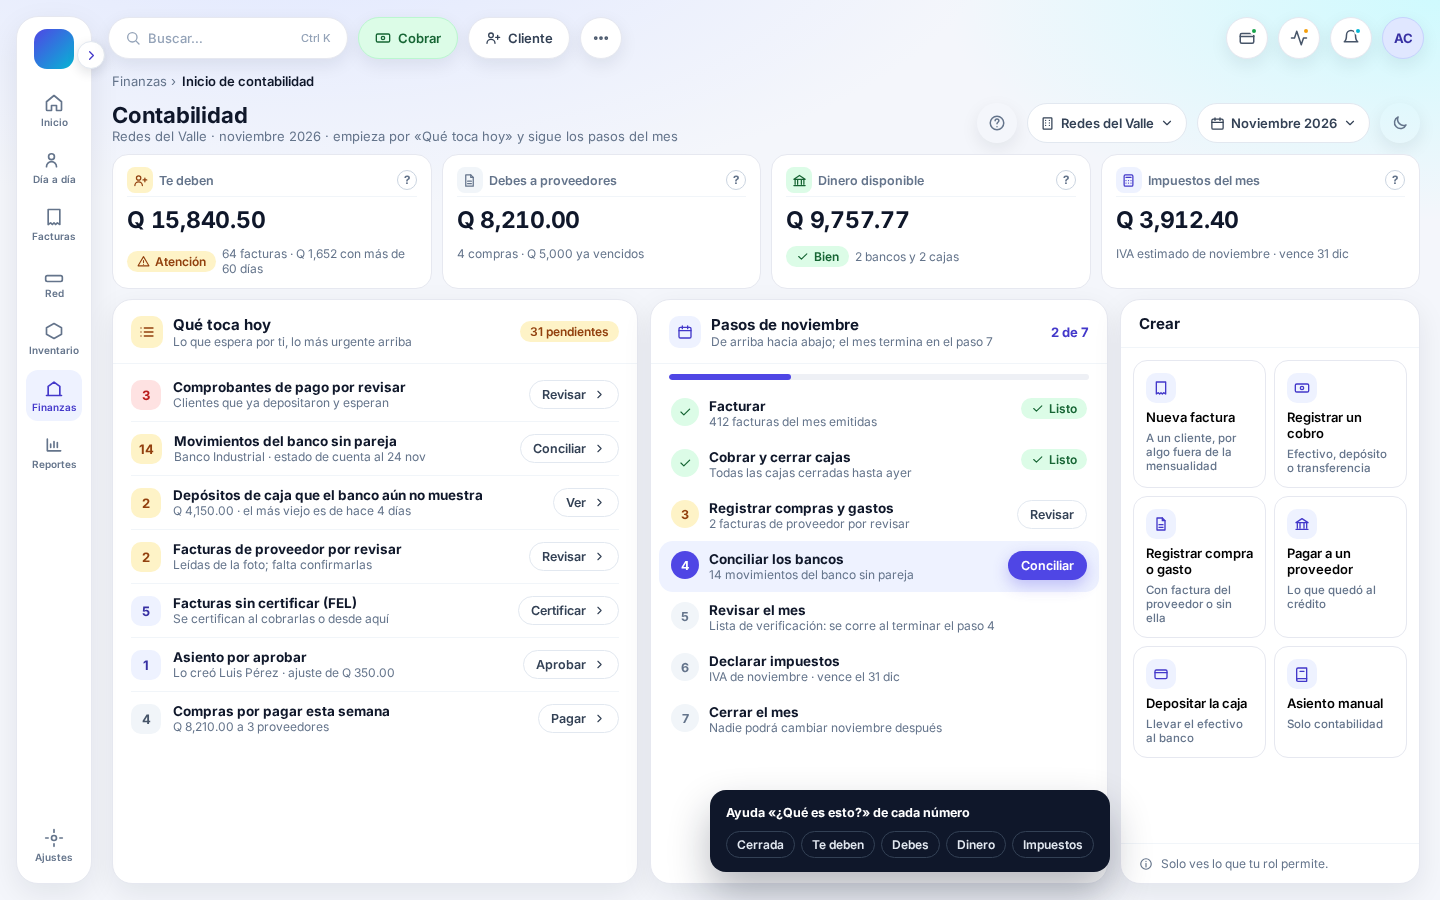 Buscar...
Ctrl K
Cobrar
Cliente
AC
Inicio
Día a día
Facturas
Red
Inventario
Finanzas
Reportes
Ajustes
Finanzas › Inicio de contabilidad
Contabilidad
Redes del Valle · noviembre 2026 · empieza por «Qué toca hoy» y sigue los pasos del mes
Redes del Valle
Noviembre 2026
Te deben
?
Q 15,840.50
Atención
64 facturas · Q 1,652 con más de
60 días
Debes a proveedores
?
Q 8,210.00
4 compras · Q 5,000 ya vencidos
Dinero disponible
?
Q 9,757.77
Bien
2 bancos y 2 cajas
Impuestos del mes
?
Q 3,912.40
IVA estimado de noviembre · vence 31 dic
Qué toca hoy
Lo que espera por ti, lo más urgente arriba
31 pendientes
3
Comprobantes de pago por revisar
Clientes que ya depositaron y esperan
Revisar
14
Movimientos del banco sin pareja
Banco Industrial · estado de cuenta al 24 nov
Conciliar
2
Depósitos de caja que el banco aún no muestra
Q 4,150.00 · el más viejo es de hace 4 días
Ver
2
Facturas de proveedor por revisar
Leídas de la foto; falta confirmarlas
Revisar
5
Facturas sin certificar (FEL)
Se certifican al cobrarlas o desde aquí
Certificar
1
Asiento por aprobar
Lo creó Luis Pérez · ajuste de Q 350.00
Aprobar
4
Compras por pagar esta semana
Q 8,210.00 a 3 proveedores
Pagar
Pasos de noviembre
De arriba hacia abajo; el mes termina en el paso 7
2 de 7
Facturar
412 facturas del mes emitidas
Listo
Cobrar y cerrar cajas
Todas las cajas cerradas hasta ayer
Listo
3
Registrar compras y gastos
2 facturas de proveedor por revisar
Revisar
4
Conciliar los bancos
14 movimientos del banco sin pareja
Conciliar
5
Revisar el mes
Lista de verificación: se corre al terminar el paso 4
6
Declarar impuestos
IVA de noviembre · vence el 31 dic
7
Cerrar el mes
Nadie podrá cambiar noviembre después
Ayuda «¿Qué es esto?» de cada número
Cerrada
Te deben
Debes
Dinero
Impuestos
Crear
Nueva factura
A un cliente, por
algo fuera de la
mensualidad
Registrar un
cobro
Efectivo, depósito
o transferencia
Registrar compra
o gasto
Con factura del
proveedor o sin
ella
Pagar a un
proveedor
Lo que quedó al
crédito
Depositar la caja
Llevar el efectivo
al banco
Asiento manual
Solo contabilidad
Solo ves lo que tu rol permite.